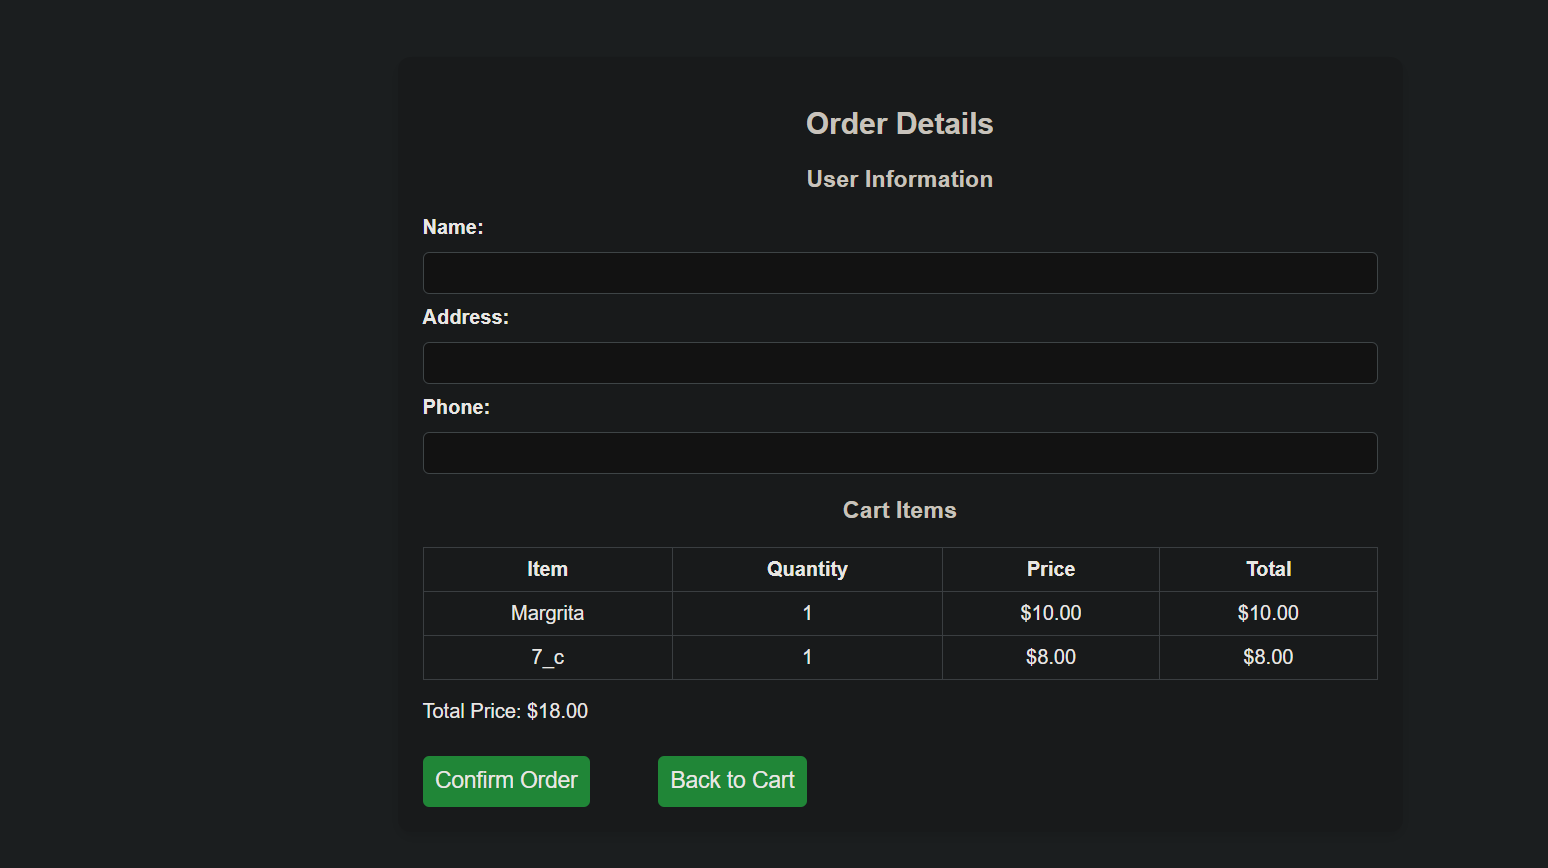 Order Details
User Information
Name:
Address:
Phone:
Cart Items
Item Quantity Price Total
Margrita 1 $10.00 $10.00
7_c 1 $8.00 $8.00
Total Price: $18.00
Confirm Order Back to Cart